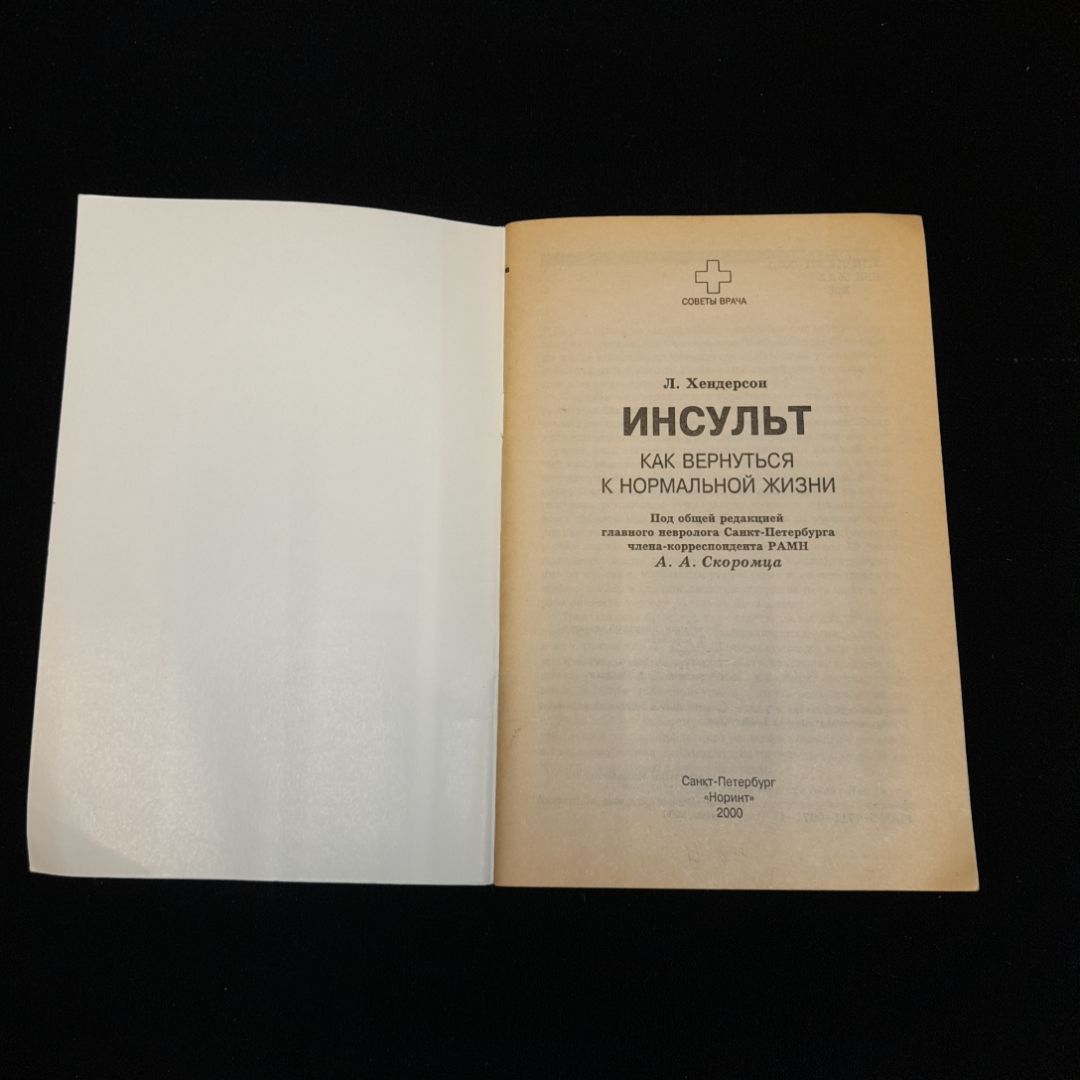 СОВЕТЫ ВРАЧА
Л. Хендерсон
ИНСУЛЬТ
КАК ВЕРНУТЬСЯ
К НОРМАЛЬНОЙ ЖИЗНИ
Под общей редакцией
главного невролога Санкт-Петербурга
члена-корреспондента РАМН
А. А. Скоромца
Санкт-Петербург
«Норинт»
2000